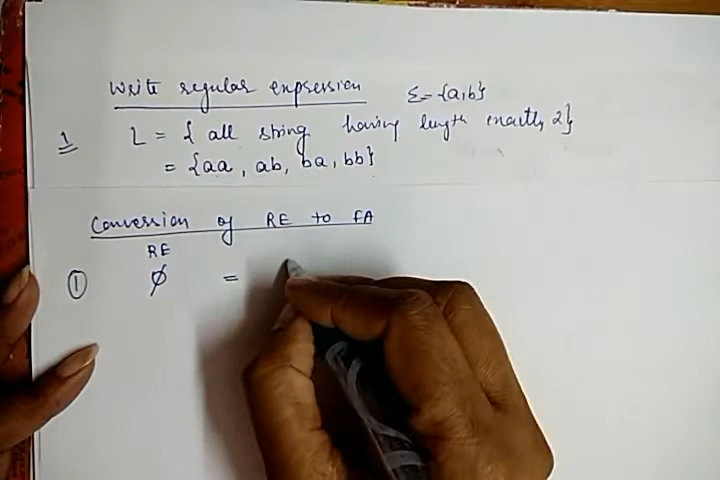 Write regular expression Σ = {a,b}
1 L = { all string having length exactly 2}
= {aa, ab, ba, bb}
Conversion of RE to FA
RE
① ∅ =